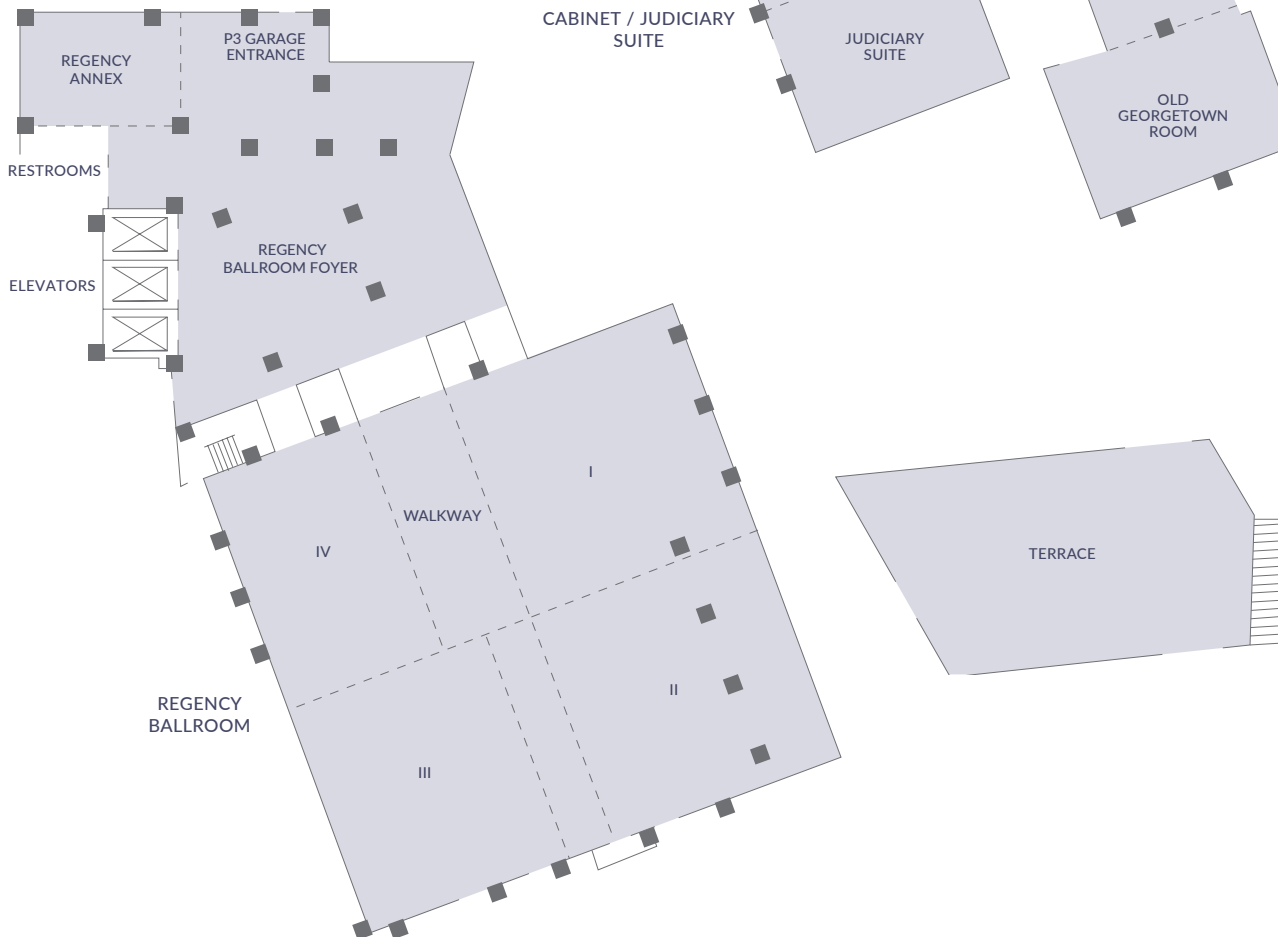 CABINET / JUDICIARY
SUITE
P3 GARAGE
ENTRANCE
REGENCY
ANNEX
JUDICIARY
SUITE
OLD
GEORGETOWN
ROOM
RESTROOMS
REGENCY
BALLROOM FOYER
ELEVATORS
I
WALKWAY
IV
TERRACE
II
REGENCY
BALLROOM
III